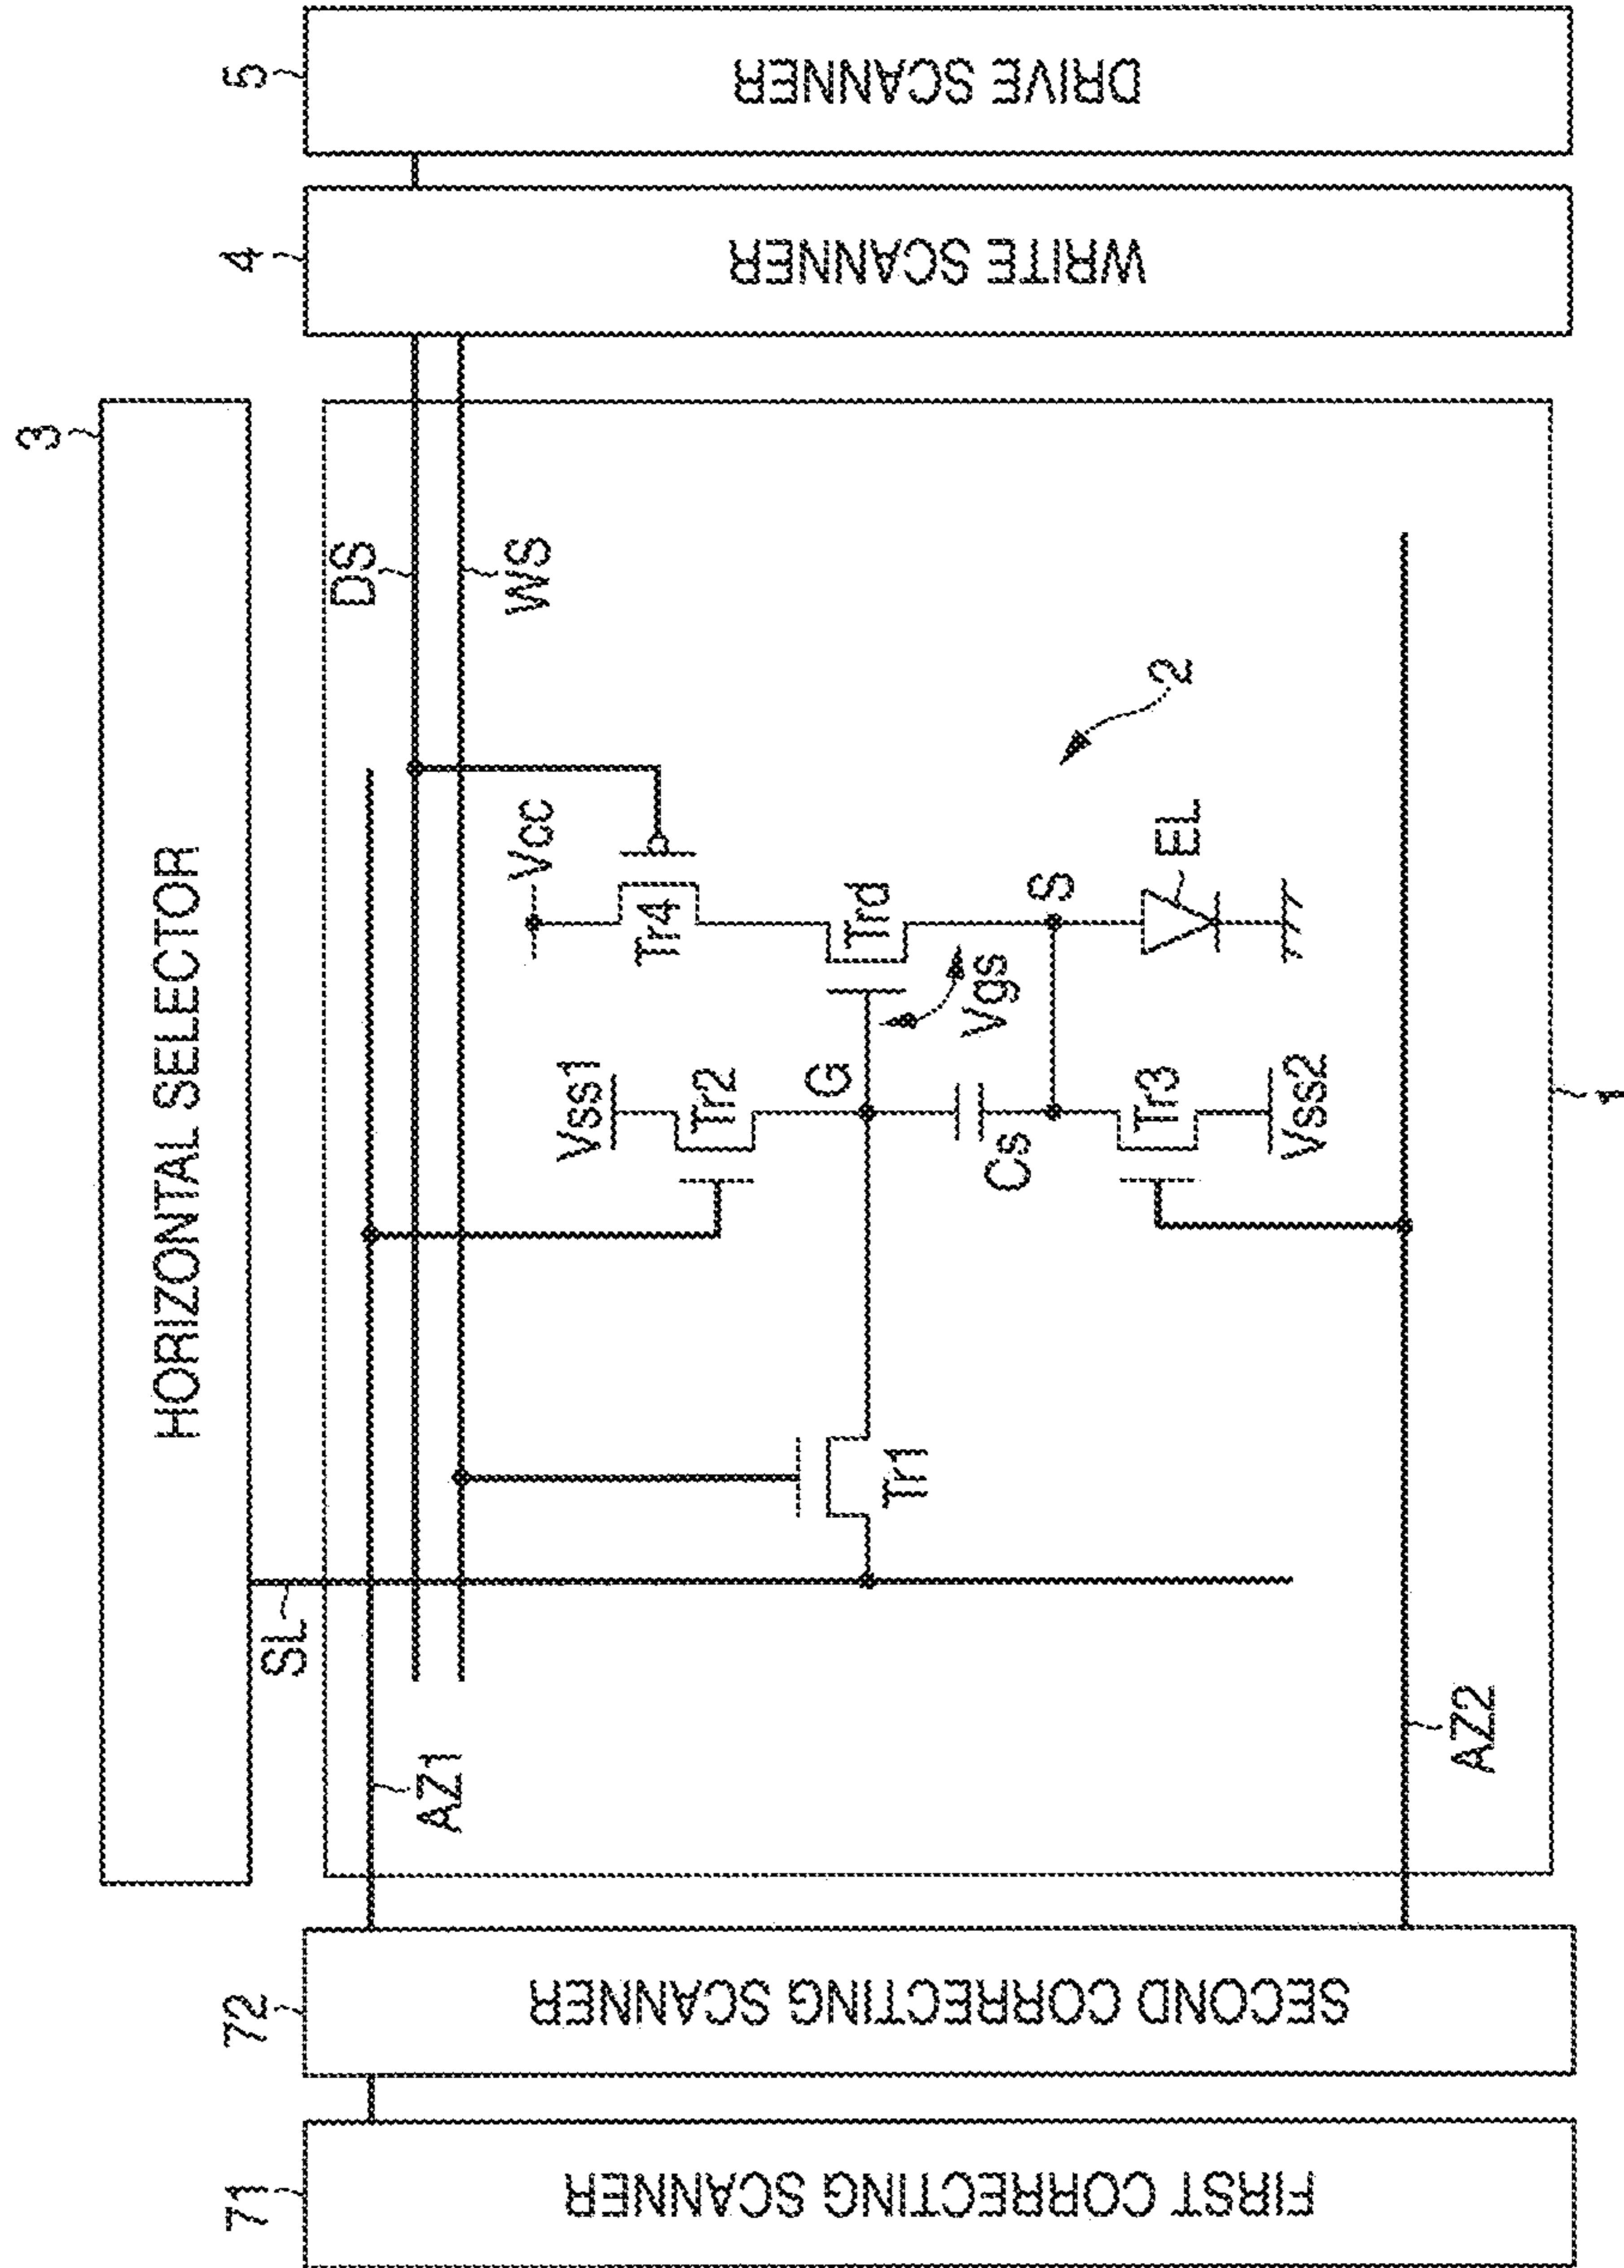 3
HORIZONTAL SELECTOR
71
FIRST CORRECTING SCANNER
72
SECOND CORRECTING SCANNER
SL
AZ1
DS
WS
4
WRITE SCANNER
5
DRIVE SCANNER
Vcc
Vss1
Tr4
Tr2
G
Trd
Tr1
Vgs
Cs
S
Tr3
EL
2
Vss2
AZ2
1